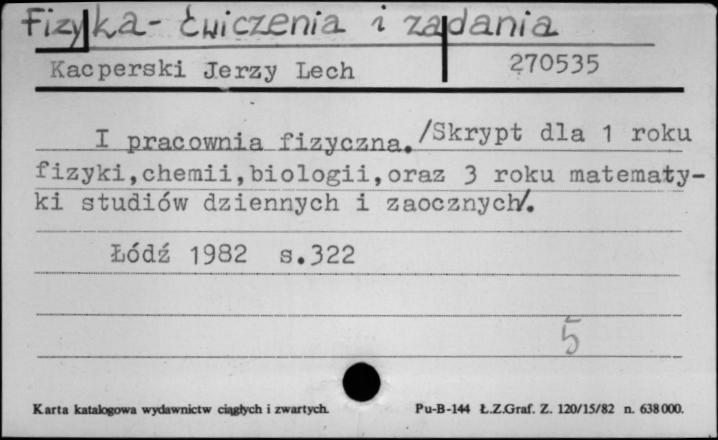 Fizyka - ćwiczenia i zadania
Kacperski Jerzy Lech 270535
I pracownia fizyczna./Skrypt dla 1 roku
fizyki,chemii,biologii,oraz 3 roku matematy-
ki studiów dziennych i zaocznych/.
Łódź 1982 s.322
5
Karta katalogowa wydawnictw ciągłych i zwartych. Pu-B-144 Ł.Z.Graf. Z. 120/15/82 n. 638000.